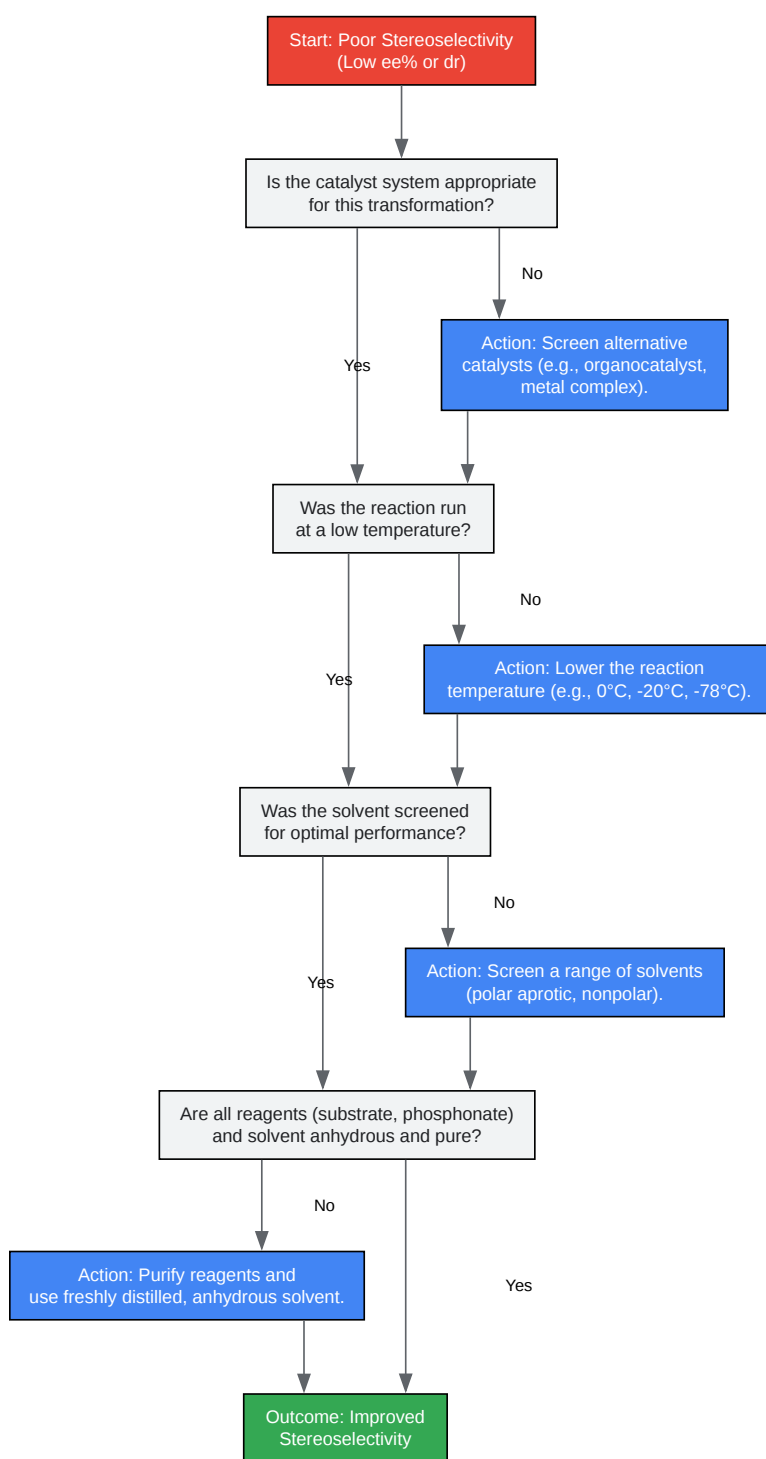 Start: Poor Stereoselectivity
(Low ee% or dr)
Is the catalyst system appropriate
for this transformation?
No
Action: Screen alternative
catalysts (e.g., organocatalyst,
metal complex).
Yes
Was the reaction run
at a low temperature?
No
Action: Lower the reaction
temperature (e.g., 0°C, -20°C, -78°C).
Yes
Was the solvent screened
for optimal performance?
No
Action: Screen a range of solvents
(polar aprotic, nonpolar).
Yes
Are all reagents (substrate, phosphonate)
and solvent anhydrous and pure?
No
Action: Purify reagents and
use freshly distilled, anhydrous solvent.
Yes
Outcome: Improved
Stereoselectivity